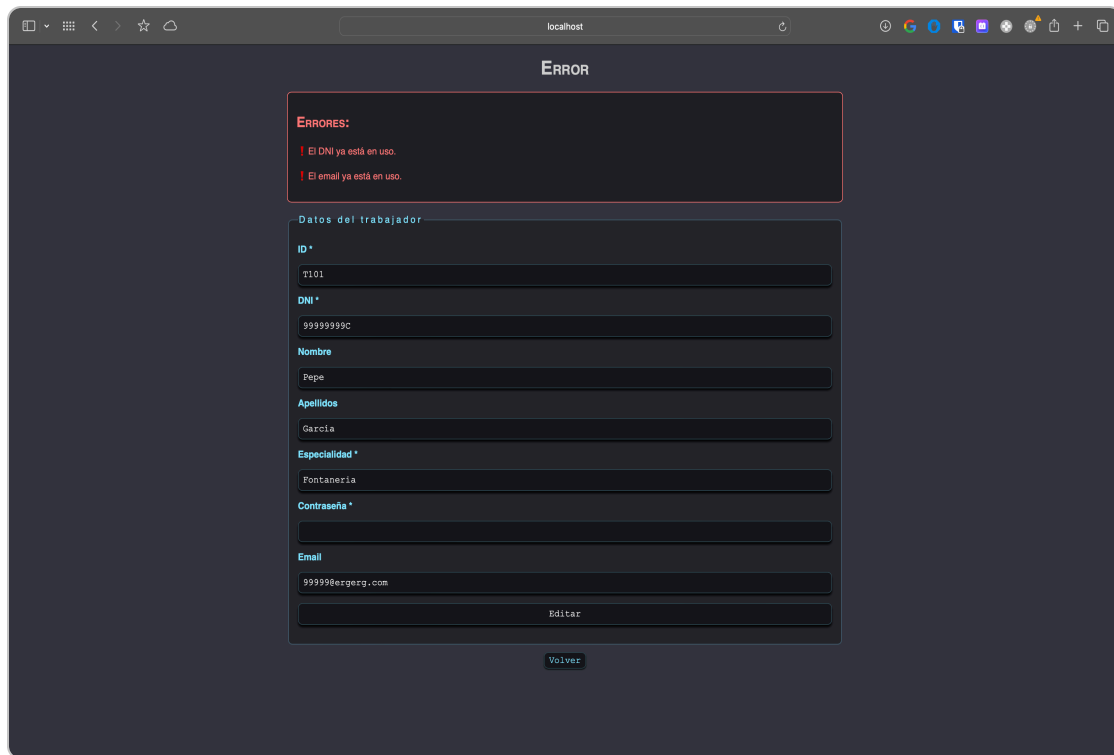 localhost
Error
Errores:
❗ El DNI ya está en uso.
❗ El email ya está en uso.
Datos del trabajador
ID *
T101
DNI *
99999999C
Nombre
Pepe
Apellidos
Garcia
Especialidad *
Fontaneria
Contraseña *
Email
99999@ergerg.com
Editar
Volver